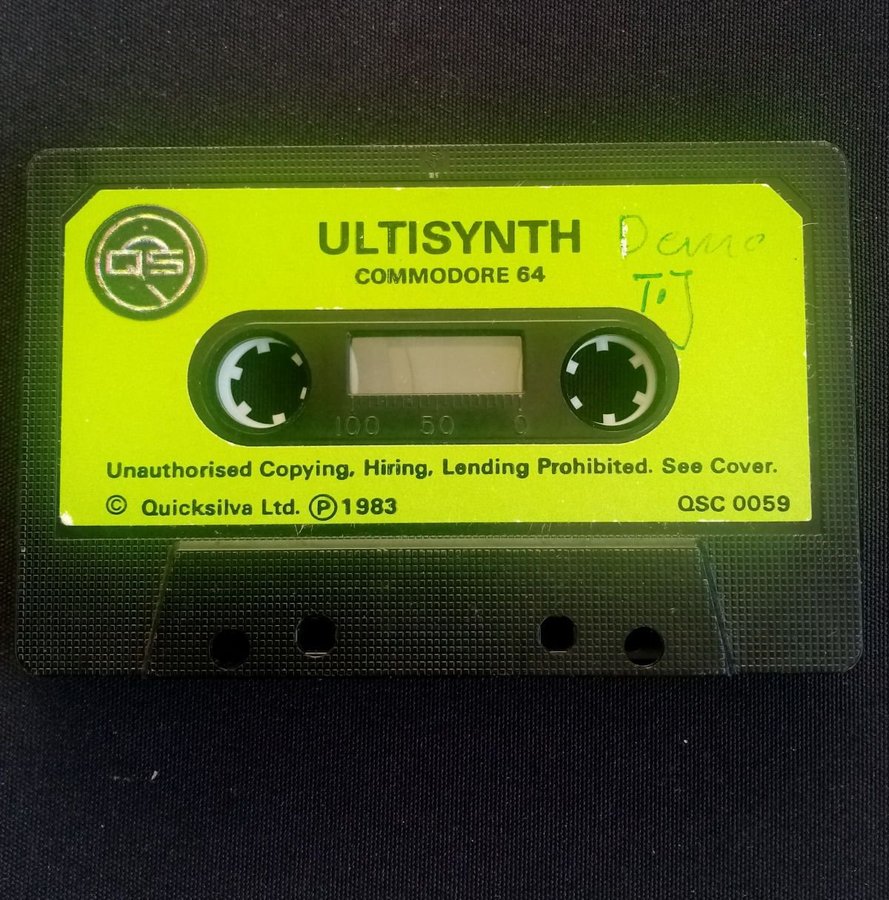 QS
ULTISYNTH Demo
COMMODORE 64
T.J
100 50 0
Unauthorised Copying, Hiring, Lending Prohibited. See Cover.
© Quicksilva Ltd. Ⓟ 1983 QSC 0059